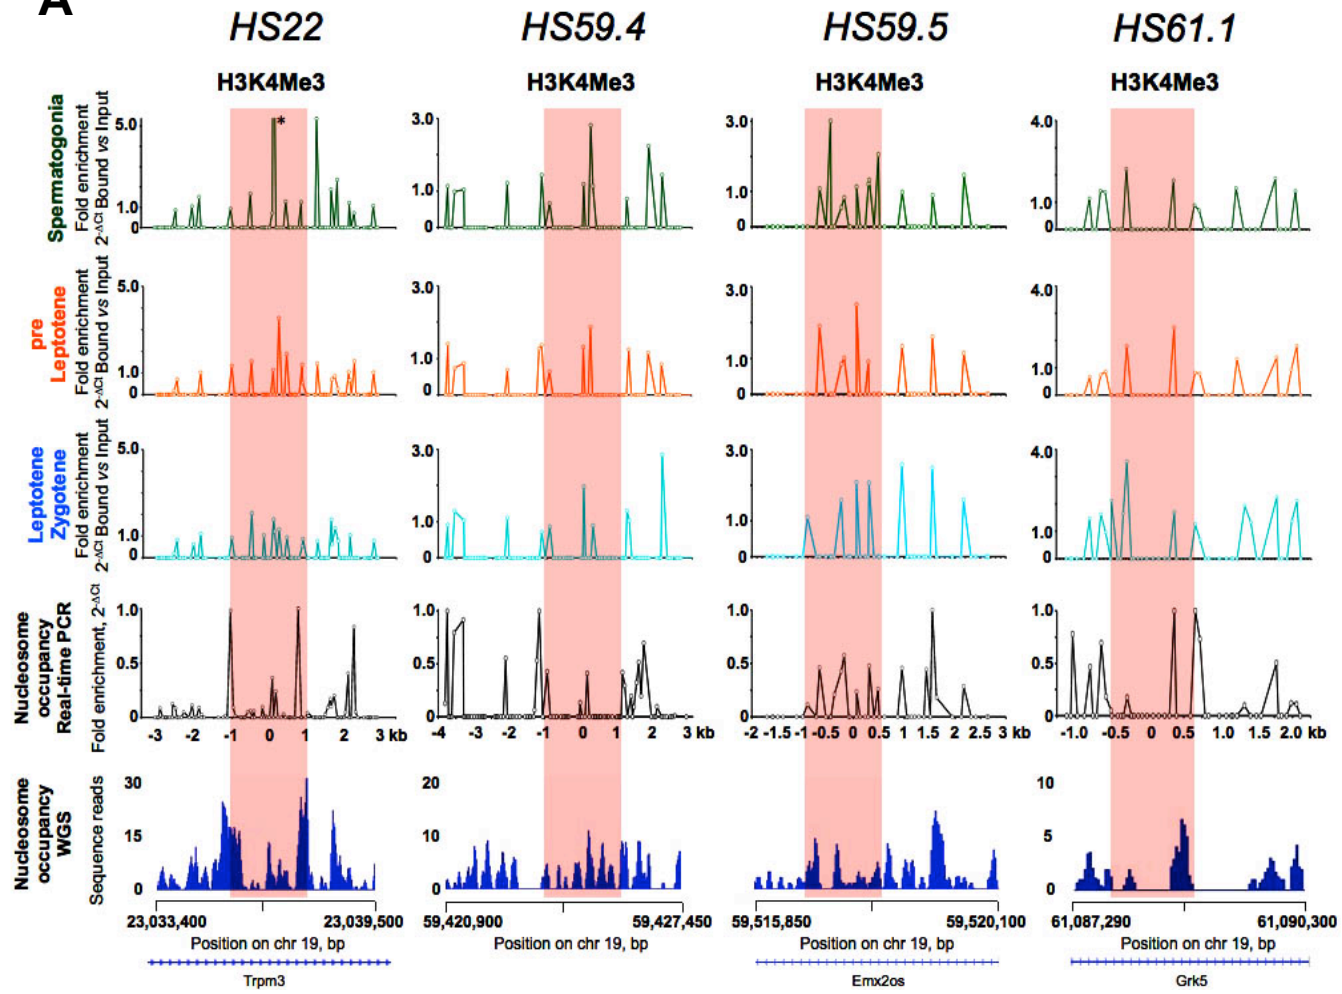 A
HS22 HS59.4 HS59.5 HS61.1
H3K4Me3 H3K4Me3 H3K4Me3 H3K4Me3
Spermatogonia
Fold enrichment
2-ΔCt Bound vs Input
5.0 1.0 0
*
3.0 1.0 0
3.0 1.0 0
4.0 1.0 0
pre
Leptotene
Fold enrichment
2-ΔCt Bound vs Input
5.0 1.0 0
3.0 1.0 0
3.0 1.0 0
4.0 1.0 0
Leptotene
Zygotene
Fold enrichment
2-ΔCt Bound vs Input
5.0 1.0 0
3.0 1.0 0
3.0 1.0 0
4.0 1.0 0
Nucleosome
occupancy
Real-time PCR
Fold enrichment, 2-ΔCt
1.0 0.5 0
1.0 0.5 0
1.0 0.5 0
1.0 0.5 0
-3 -2 -1 0 1 2 3 kb
-4 -3 -2 -1 0 1 2 3 kb
-2 -1.5 -1 -0.5 0 0.5 1 1.5 2 2.5 3 kb
-1.0 -0.5 0 0.5 1.0 1.5 2.0 kb
Nucleosome
occupancy
WGS
Sequence reads
30 15 0
20 10 0
20 10 0
10 5 0
23,033,400 23,039,500
59,420,900 59,427,450
59,515,850 59,520,100
61,087,290 61,090,300
Position on chr 19, bp Position on chr 19, bp Position on chr 19, bp Position on chr 19, bp
Trpm3 Emx2os Grk5